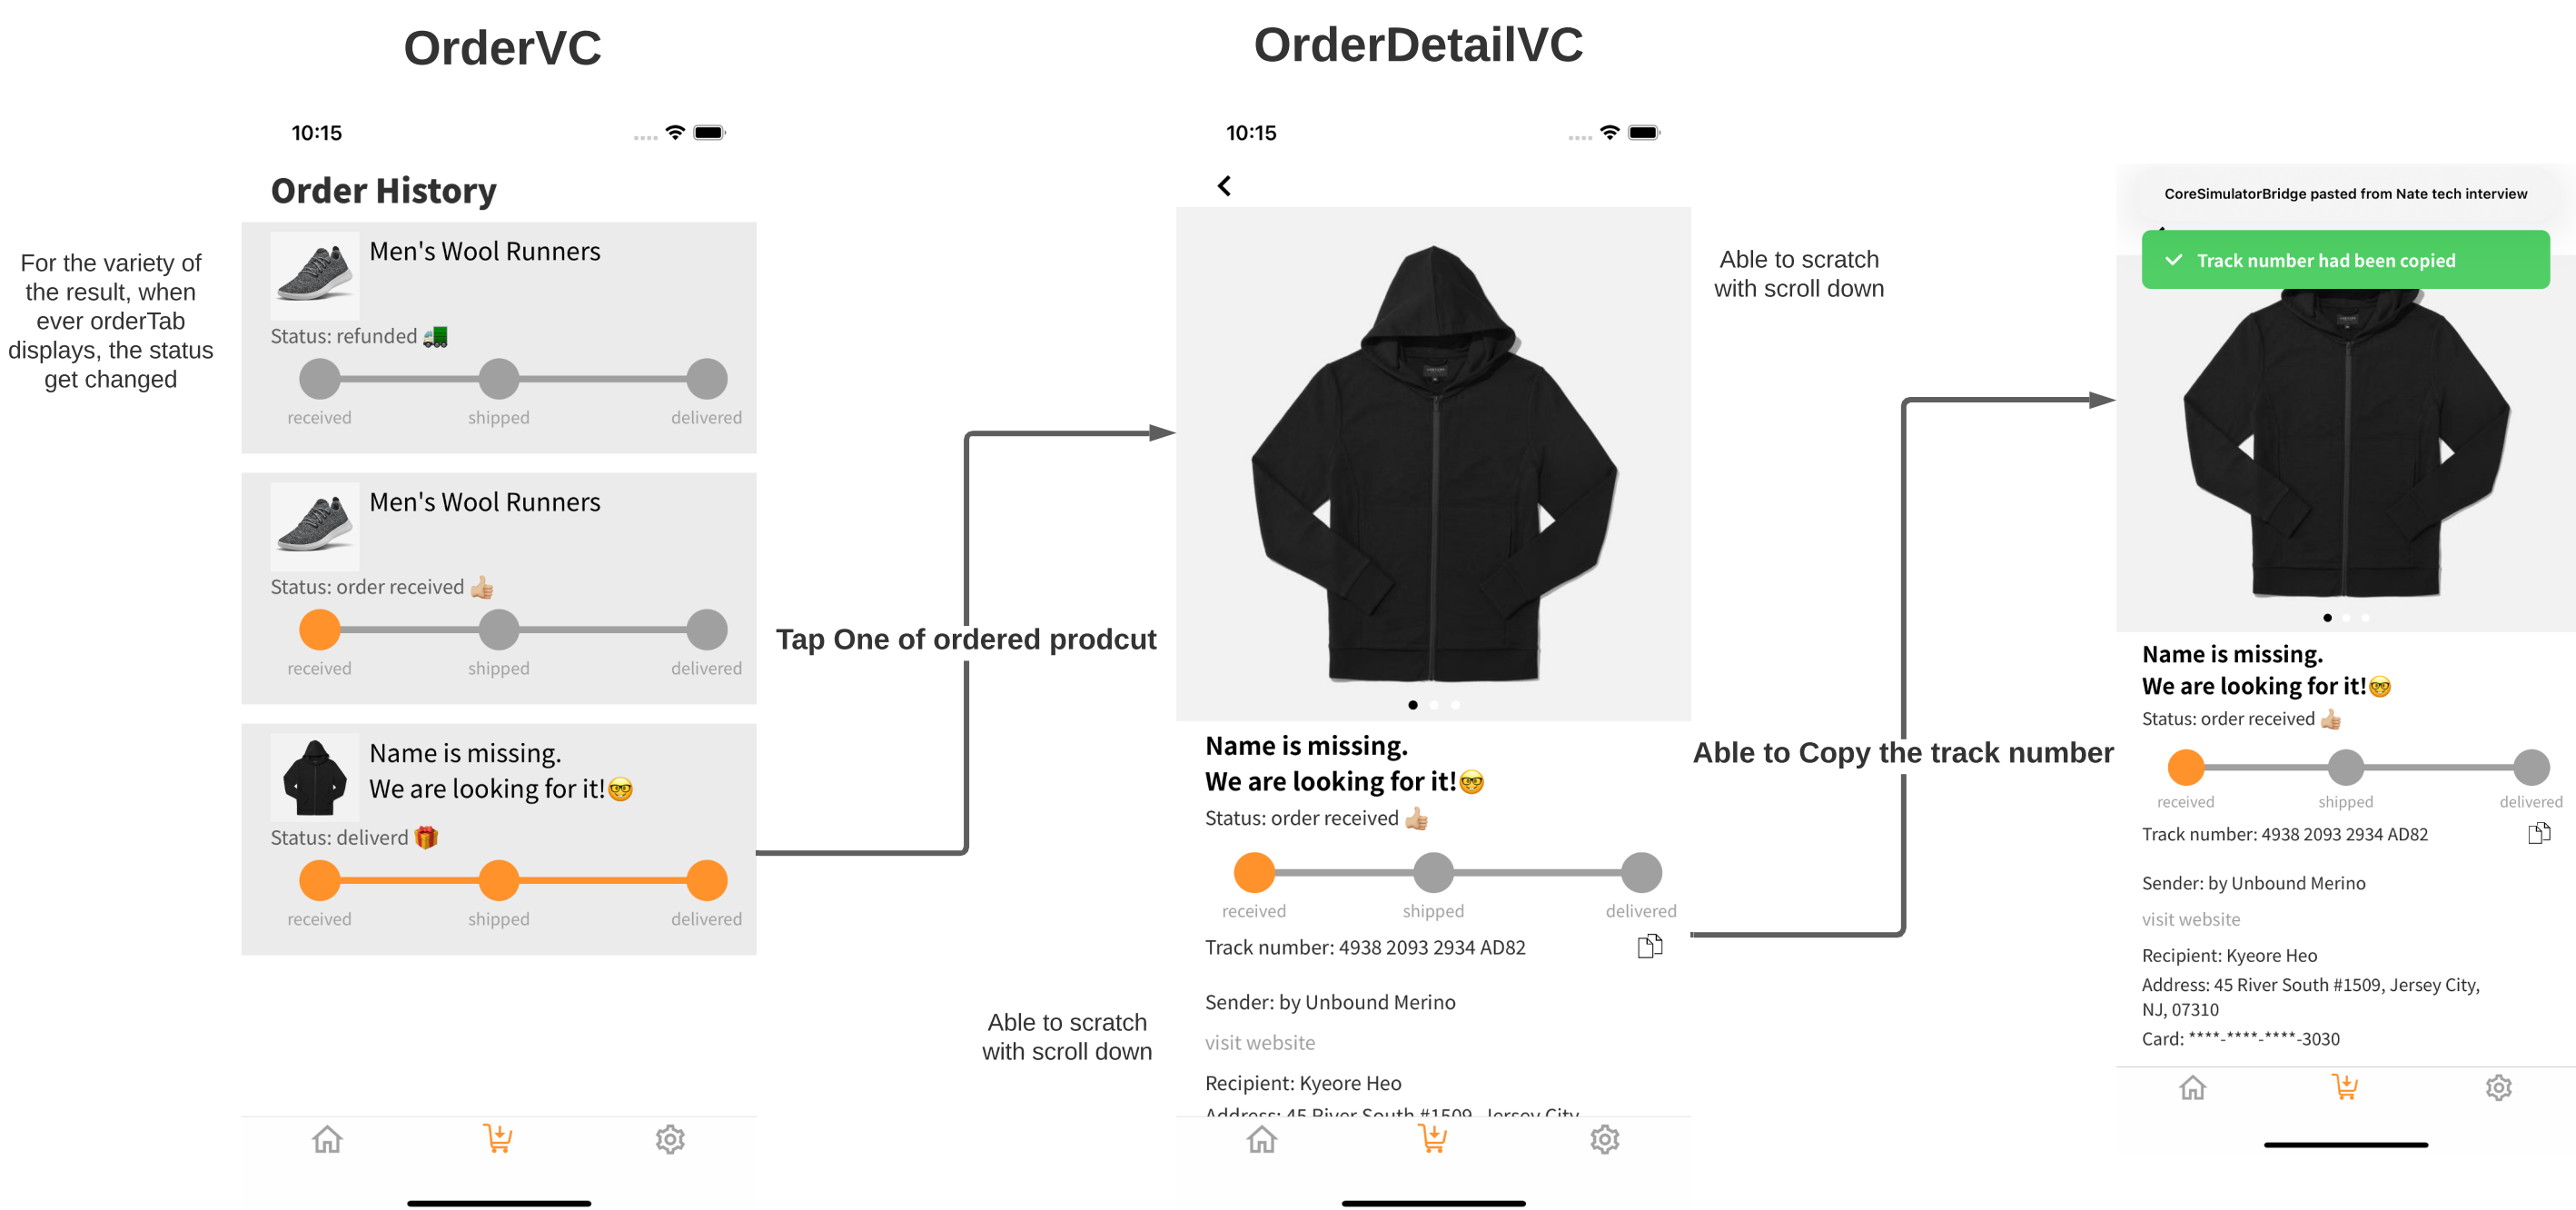 OrderVC
For the variety of
the result, when
ever orderTab
displays, the status
get changed
10:15
Order History
Men's Wool Runners
Status: refunded 🚛
received shipped delivered
Men's Wool Runners
Status: order received 👍🏼
received shipped delivered
Name is missing.
We are looking for it!🤓
Status: deliverd 🎁
received shipped delivered
Tap One of ordered prodcut
Able to scratch
with scroll down
OrderDetailVC
10:15
Name is missing.
We are looking for it!🤓
Status: order received 👍🏼
received shipped delivered
Track number: 4938 2093 2934 AD82
Sender: by Unbound Merino
visit website
Recipient: Kyeore Heo
Address: 45 River South #1509, Jersey City,
Able to scratch
with scroll down
Able to Copy the track number
CoreSimulatorBridge pasted from Nate tech interview
Track number had been copied
Name is missing.
We are looking for it!🤓
Status: order received 👍🏼
received shipped delivered
Track number: 4938 2093 2934 AD82
Sender: by Unbound Merino
visit website
Recipient: Kyeore Heo
Address: 45 River South #1509, Jersey City,
NJ, 07310
Card: ****-****-****-3030